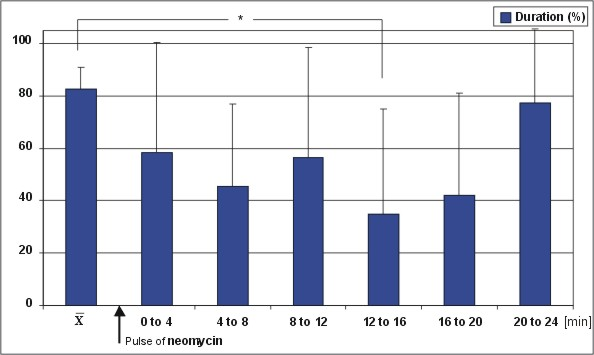 Duration (%)
*
100
80
60
40
20
0
x̄ 0 to 4 4 to 8 8 to 12 12 to 16 16 to 20 20 to 24 [min]
Pulse of neomycin